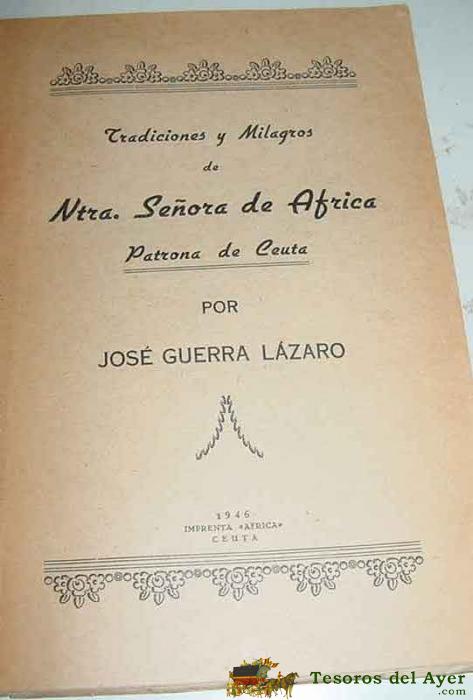 Tradiciones y Milagros
de
Ntra. Señora de Africa
Patrona de Ceuta
POR
JOSÉ GUERRA LÁZARO
1946
IMPRENTA «AFRICA»
CEUTA
Tesoros del Ayer
.com